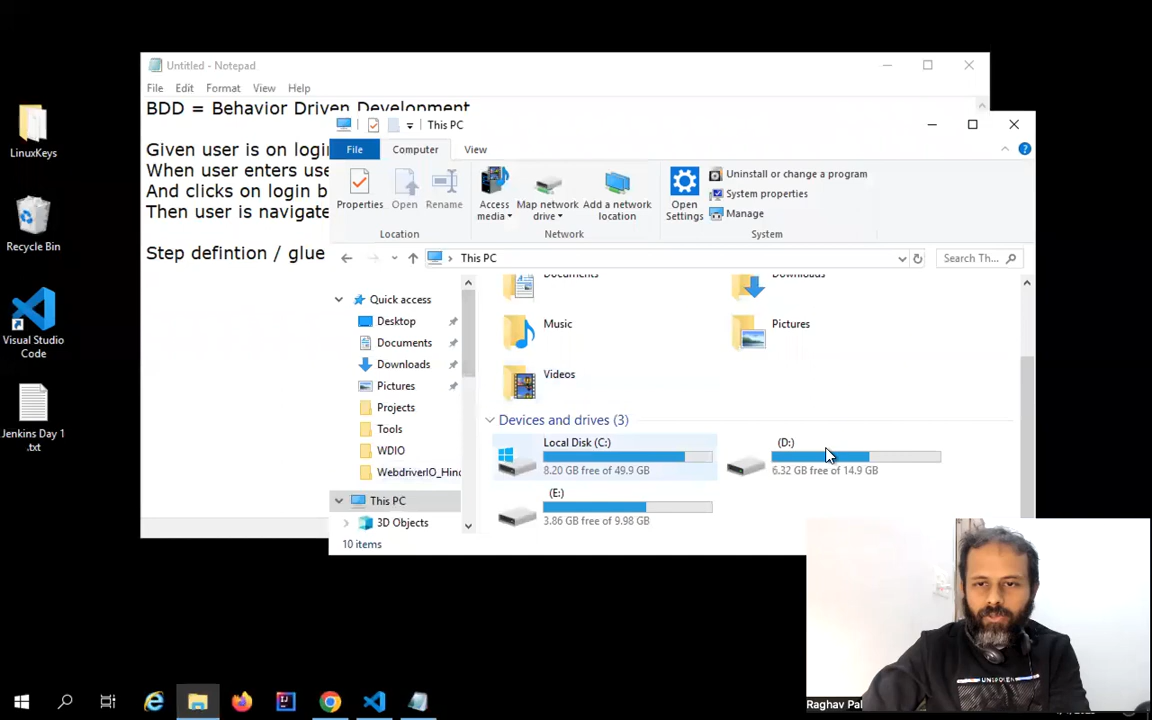 Untitled - Notepad
File Edit Format View Help
BDD = Behavior Driven Development
Given user is on logi
When user enters use
And clicks on login b
Then user is navigate
Step defintion / glue
LinuxKeys
Recycle Bin
Visual Studio
Code
Jenkins Day 1
.txt
This PC
File Computer View
Properties Open Rename
Location
Access
media
Map network
drive
Add a network
location
Network
Open
Settings
Uninstall or change a program
System properties
Manage
System
This PC
Search Th...
Quick access
Desktop
Documents
Downloads
Pictures
Projects
Tools
WDIO
WebdriverIO_Hinc
This PC
3D Objects
Documents
Downloads
Music
Pictures
Videos
Devices and drives (3)
Local Disk (C:)
8.20 GB free of 49.9 GB
(D:)
6.32 GB free of 14.9 GB
(E:)
3.86 GB free of 9.98 GB
10 items
UNSPOKEN
Raghav Pal